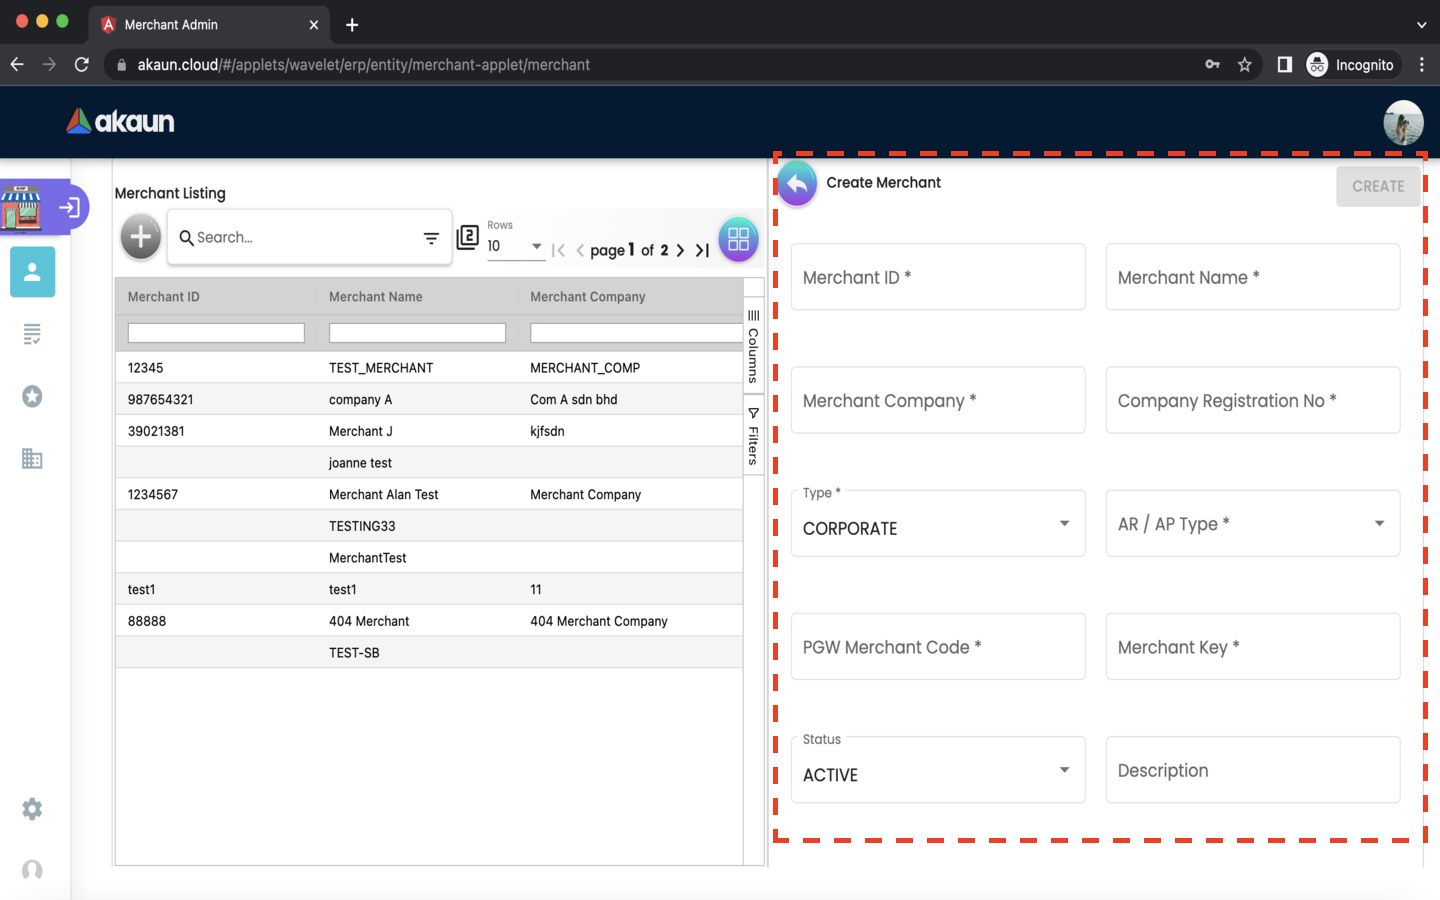 Merchant Admin
akaun.cloud/#/applets/wavelet/erp/entity/merchant-applet/merchant
Incognito
akaun
SHOP
Merchant Listing
Search...
2
Rows
10
page 1 of 2
Merchant ID Merchant Name Merchant Company
12345 TEST_MERCHANT MERCHANT_COMP
987654321 company A Com A sdn bhd
39021381 Merchant J kjfsdn
joanne test
1234567 Merchant Alan Test Merchant Company
TESTING33
MerchantTest
test1 test1 11
88888 404 Merchant 404 Merchant Company
TEST-SB
Columns
Filters
Create Merchant
CREATE
Merchant ID * Merchant Name *
Merchant Company * Company Registration No *
Type *
CORPORATE
AR / AP Type *
PGW Merchant Code * Merchant Key *
Status
ACTIVE
Description